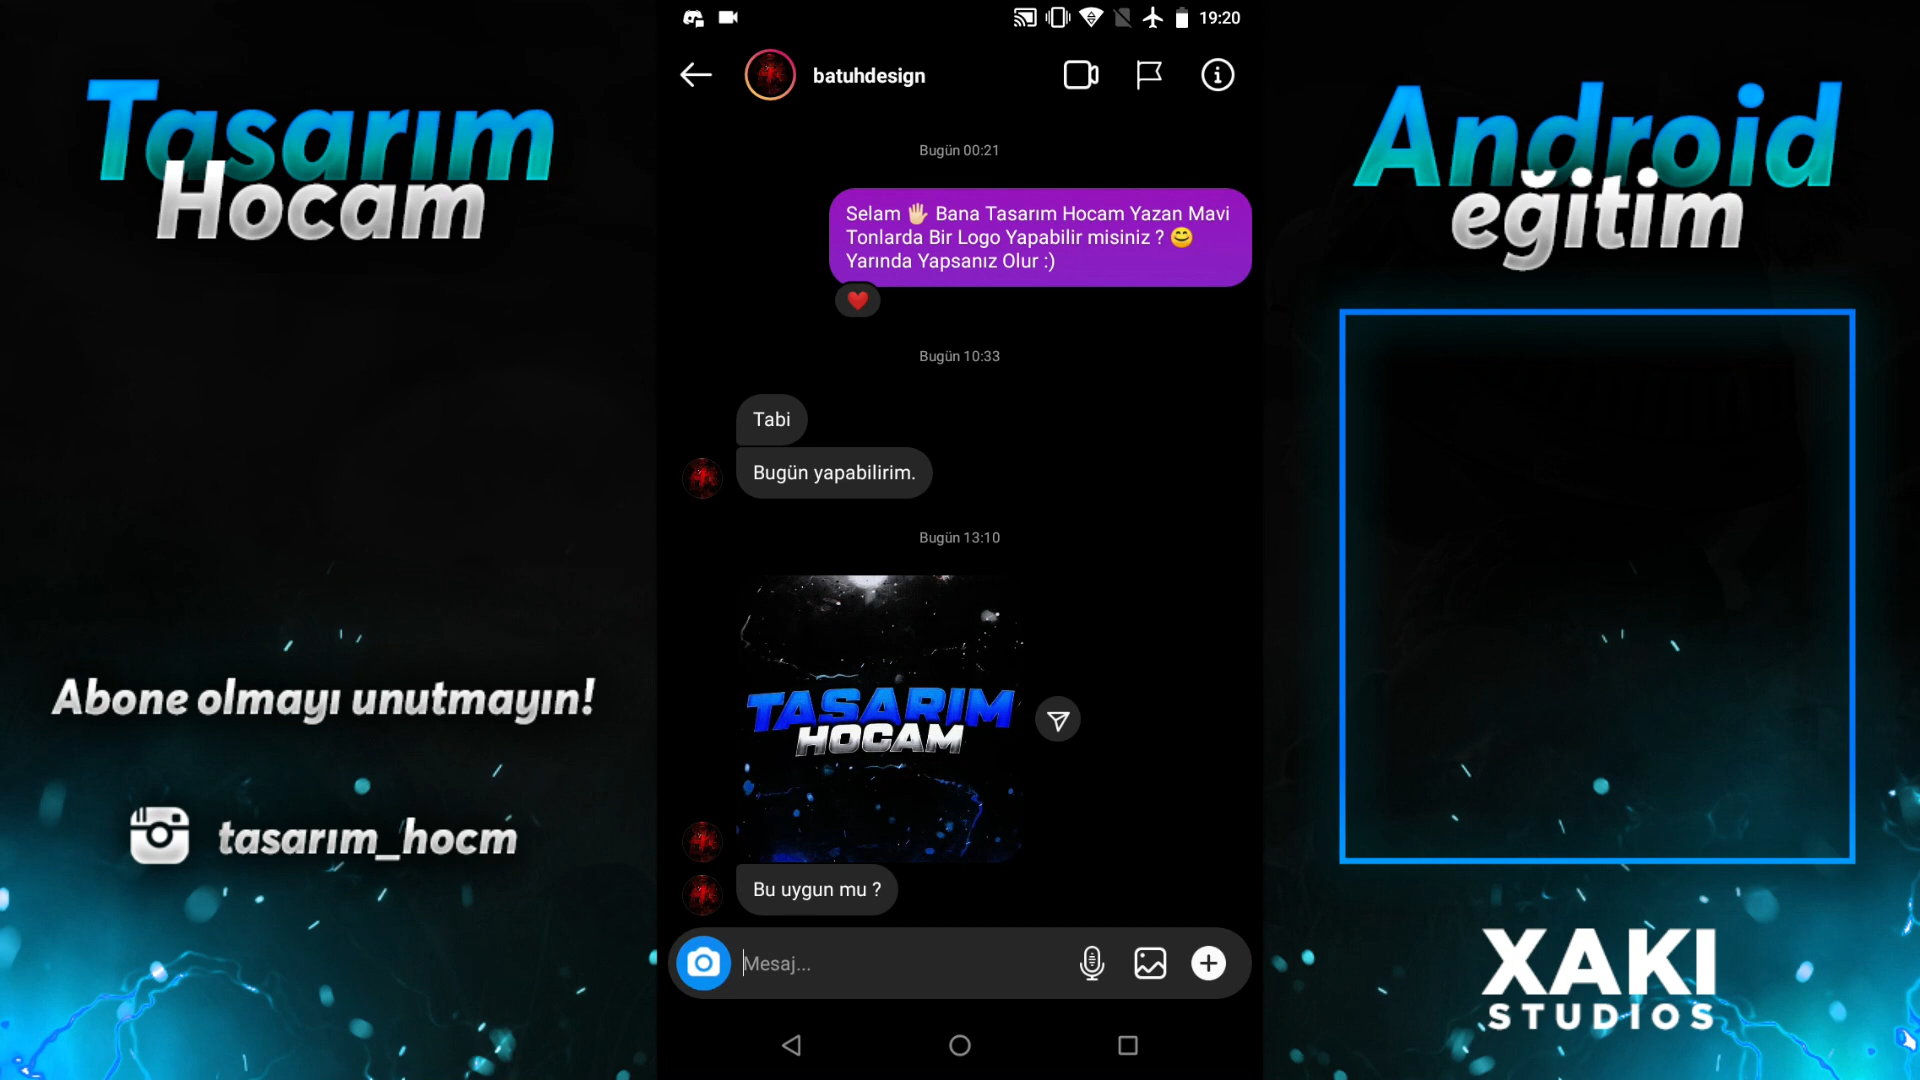 Tasarım
Hocam
Abone olmayı unutmayın!
tasarım_hocm
19:20
batuhdesign
Bugün 00:21
Selam 🖐🏻 Bana Tasarım Hocam Yazan Mavi
Tonlarda Bir Logo Yapabilir misiniz ? 😊
Yarında Yapsanız Olur :)
❤️
Bugün 10:33
Tabi
Bugün yapabilirim.
Bugün 13:10
TASARIM
HOCAM
Bu uygun mu ?
Mesaj...
Android
eğitim
XAKI
STUDIOS